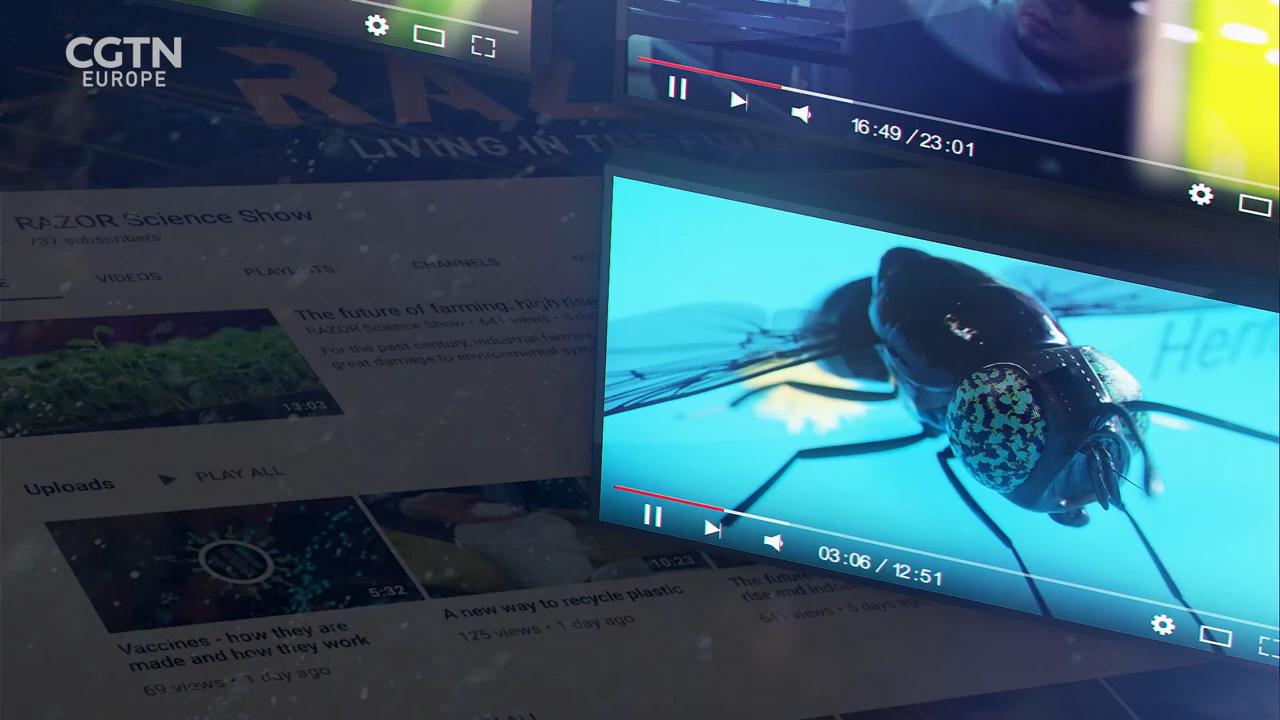 CGTN
EUROPE
LIVING IN THE
16:49 / 23:01
RAZOR Science Show
737 subscribers
VIDEOS
PLAYLISTS
CHANNELS
The future of farming: high rise
RAZOR Science Show • 641 views • 5
For the past century, industrial farming
great damage to environmental
13:03
03:06 / 12:51
Uploads
PLAY ALL
5:32
10:23
Vaccines - how they are
made and how they work
69 views • 1 day ago
A new way to recycle plastic
125 views • 1 day ago
The future
rise and
641 views • 5 days ago